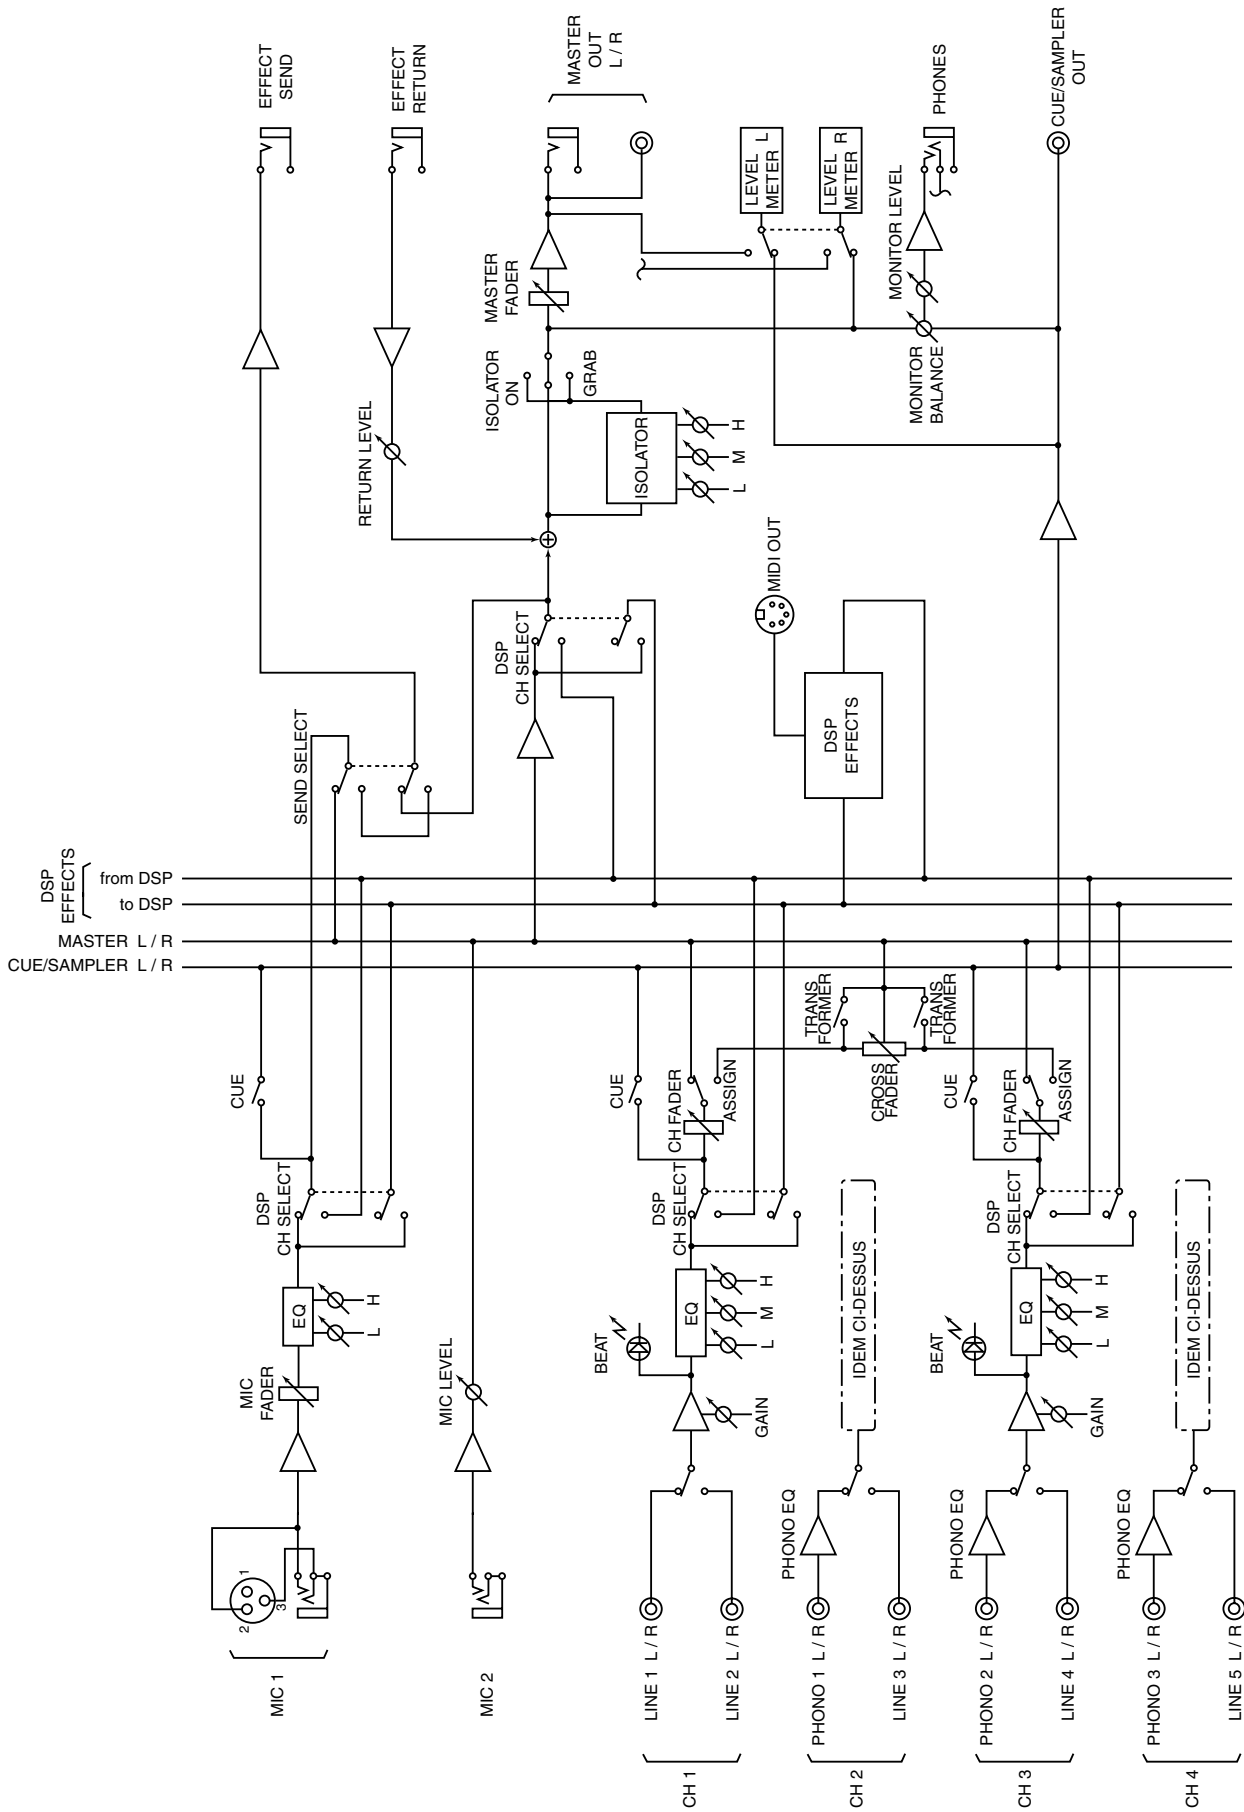 MIC 1
2
1
3
MIC
FADER
EQ
L
H
DSP
CH SELECT
CUE
MIC 2
MIC LEVEL
CH 1
LINE 1 L / R
LINE 2 L / R
BEAT
GAIN
EQ
L
M
H
DSP
CH SELECT
CUE
CH FADER
ASSIGN
CH 2
PHONO 1 L / R
LINE 3 L / R
PHONO EQ
IDEM CI-DESSUS
CH 3
PHONO 2 L / R
LINE 4 L / R
PHONO EQ
BEAT
GAIN
EQ
L
M
H
DSP
CH SELECT
CUE
CH FADER
ASSIGN
CH 4
PHONO 3 L / R
LINE 5 L / R
PHONO EQ
IDEM CI-DESSUS
TRANS
FORMER
CROSS
FADER
TRANS
FORMER
DSP
EFFECTS
from DSP
to DSP
MASTER L / R
CUE/SAMPLER L / R
SEND SELECT
DSP
CH SELECT
DSP
EFFECTS
MIDI OUT
RETURN LEVEL
ISOLATOR
L
M
H
ISOLATOR
ON
GRAB
MASTER
FADER
MONITOR
BALANCE
MONITOR LEVEL
LEVEL L
METER
LEVEL R
METER
EFFECT
SEND
EFFECT
RETURN
MASTER
OUT
L / R
PHONES
CUE/SAMPLER
OUT